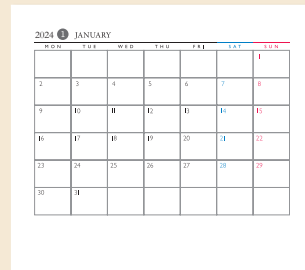 2024 1 JANUARY
MON TUE WED THU FRI SAT SUN
1
2 3 4 5 6 7 8
9 10 11 12 13 14 15
16 17 18 19 20 21 22
23 24 25 26 27 28 29
30 31